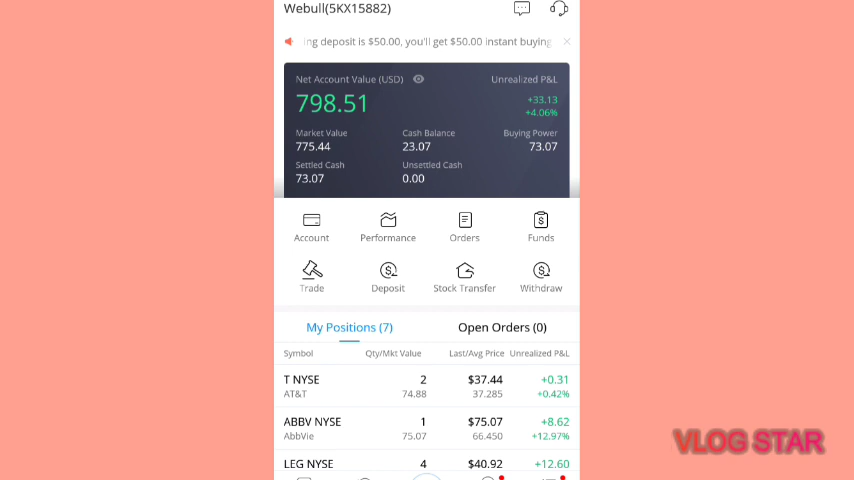 Webull(5KX15882)
ing deposit is $50.00, you'll get $50.00 instant buying
Net Account Value (USD) Unrealized P&L
798.51 +33.13
+4.06%
Market Value Cash Balance Buying Power
775.44 23.07 73.07
Settled Cash Unsettled Cash
73.07 0.00
Account Performance Orders Funds
Trade Deposit Stock Transfer Withdraw
My Positions (7) Open Orders (0)
Symbol Qty/Mkt Value Last/Avg Price Unrealized P&L
T NYSE 2 $37.44 +0.31
AT&T 74.88 37.285 +0.42%
ABBV NYSE 1 $75.07 +8.62
AbbVie 75.07 66.450 +12.97%
LEG NYSE 4 $40.92 +12.60
VLOG STAR